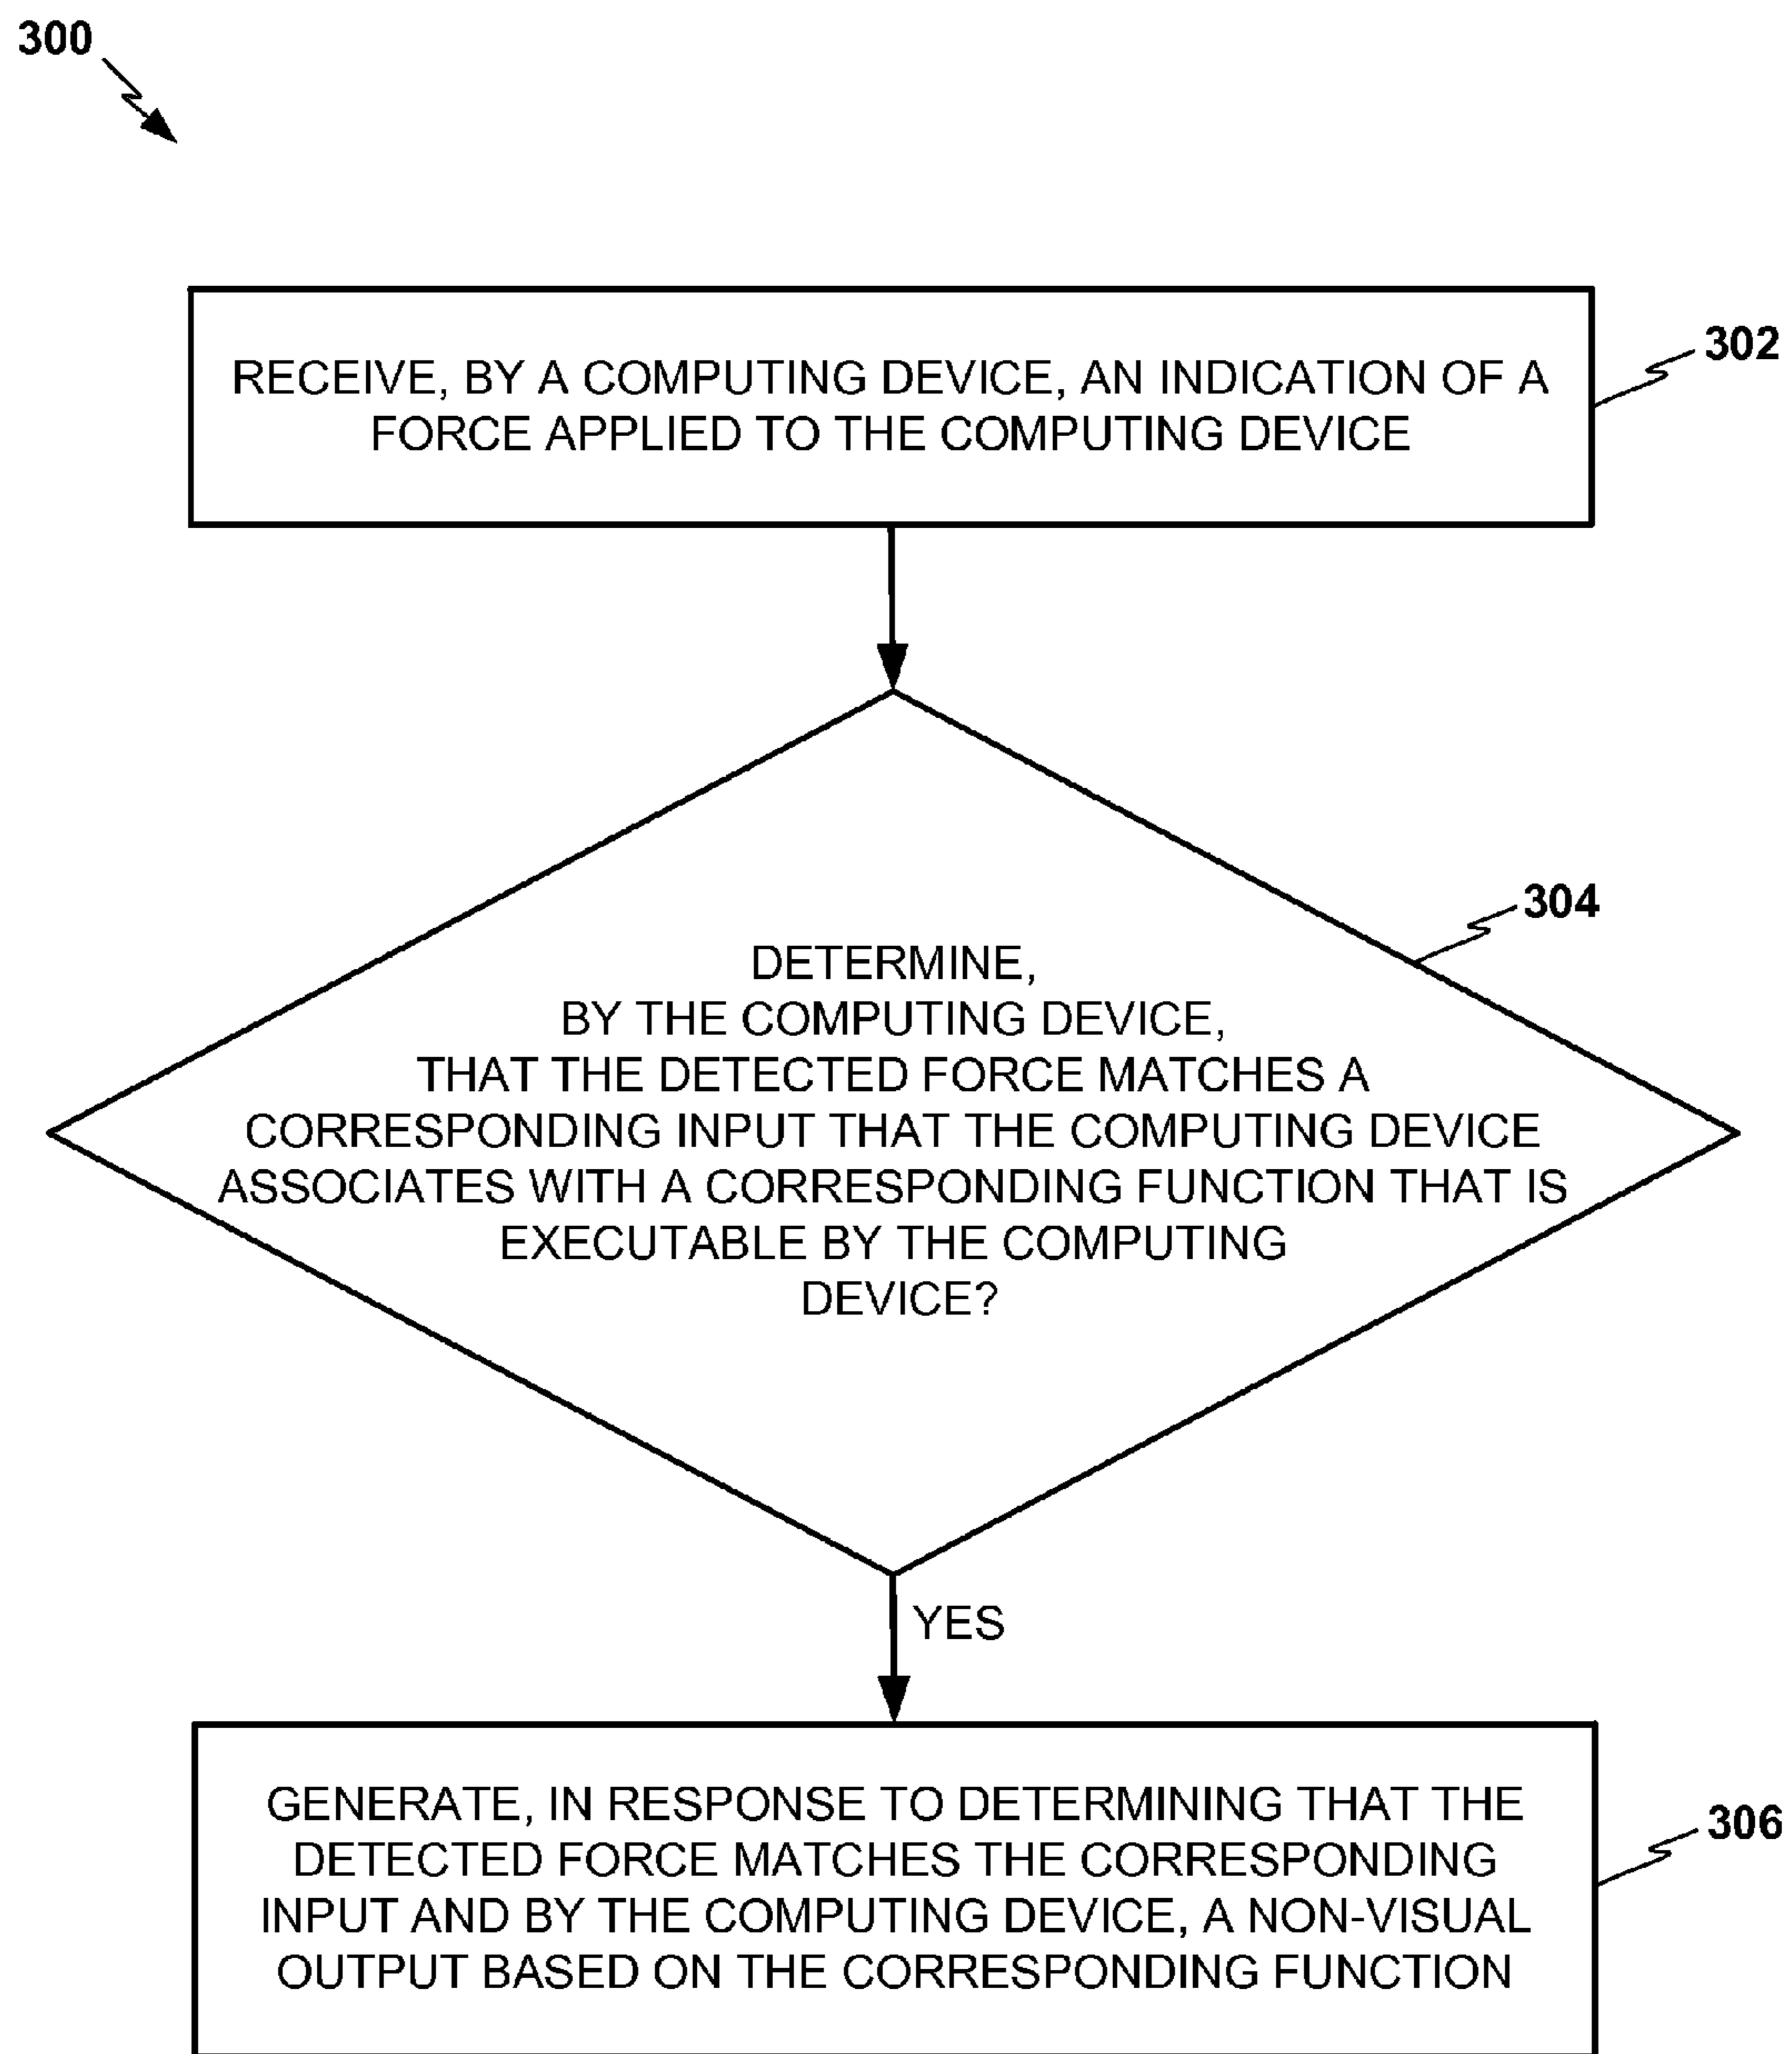 300
RECEIVE, BY A COMPUTING DEVICE, AN INDICATION OF A
FORCE APPLIED TO THE COMPUTING DEVICE
302
304
DETERMINE,
BY THE COMPUTING DEVICE,
THAT THE DETECTED FORCE MATCHES A
CORRESPONDING INPUT THAT THE COMPUTING DEVICE
ASSOCIATES WITH A CORRESPONDING FUNCTION THAT IS
EXECUTABLE BY THE COMPUTING
DEVICE?
YES
GENERATE, IN RESPONSE TO DETERMINING THAT THE
DETECTED FORCE MATCHES THE CORRESPONDING
INPUT AND BY THE COMPUTING DEVICE, A NON-VISUAL
OUTPUT BASED ON THE CORRESPONDING FUNCTION
306